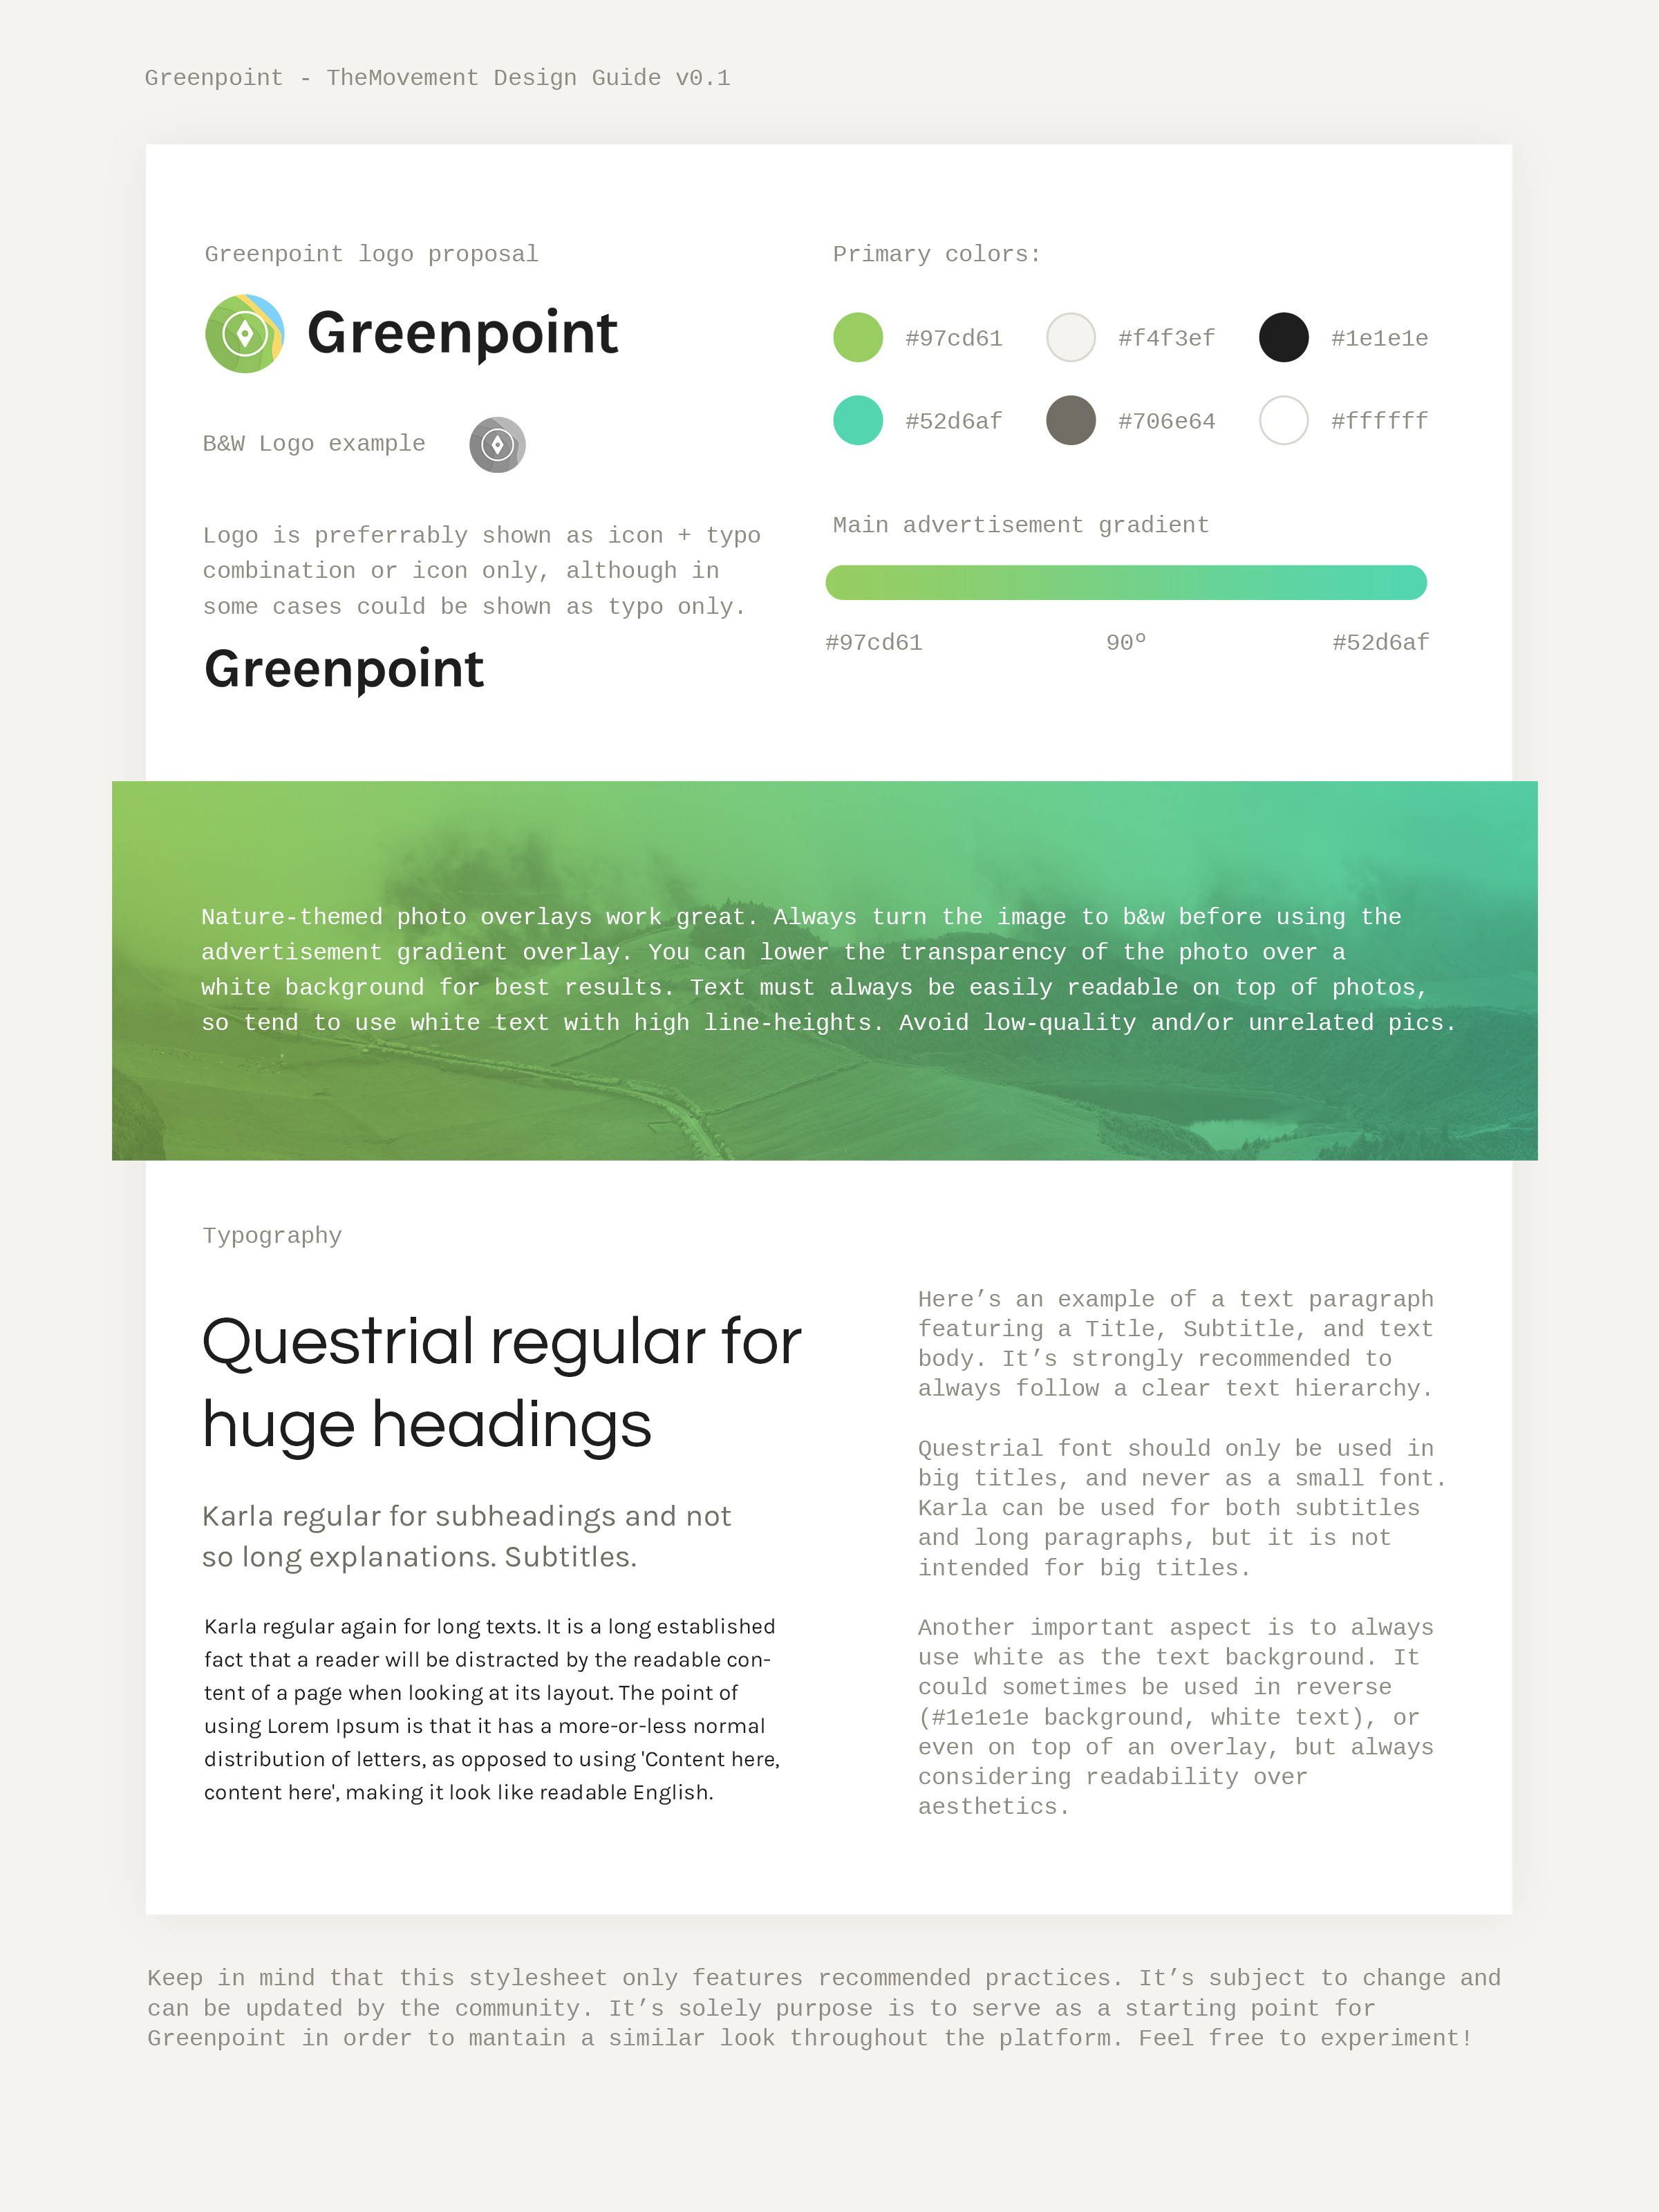 Greenpoint - TheMovement Design Guide v0.1
Greenpoint logo proposal
Greenpoint
B&W Logo example
Logo is preferrably shown as icon + typo
combination or icon only, although in
some cases could be shown as typo only.
Greenpoint
Primary colors:
#97cd61 #f4f3ef #1e1e1e
#52d6af #706e64 #ffffff
Main advertisement gradient
#97cd61 90º #52d6af
Nature-themed photo overlays work great. Always turn the image to b&w before using the
advertisement gradient overlay. You can lower the transparency of the photo over a
white background for best results. Text must always be easily readable on top of photos,
so tend to use white text with high line-heights. Avoid low-quality and/or unrelated pics.
Typography
Questrial regular for
huge headings
Karla regular for subheadings and not
so long explanations. Subtitles.
Karla regular again for long texts. It is a long established
fact that a reader will be distracted by the readable con-
tent of a page when looking at its layout. The point of
using Lorem Ipsum is that it has a more-or-less normal
distribution of letters, as opposed to using 'Content here,
content here', making it look like readable English.
Here’s an example of a text paragraph
featuring a Title, Subtitle, and text
body. It’s strongly recommended to
always follow a clear text hierarchy.
Questrial font should only be used in
big titles, and never as a small font.
Karla can be used for both subtitles
and long paragraphs, but it is not
intended for big titles.
Another important aspect is to always
use white as the text background. It
could sometimes be used in reverse
(#1e1e1e background, white text), or
even on top of an overlay, but always
considering readability over
aesthetics.
Keep in mind that this stylesheet only features recommended practices. It’s subject to change and
can be updated by the community. It’s solely purpose is to serve as a starting point for
Greenpoint in order to mantain a similar look throughout the platform. Feel free to experiment!